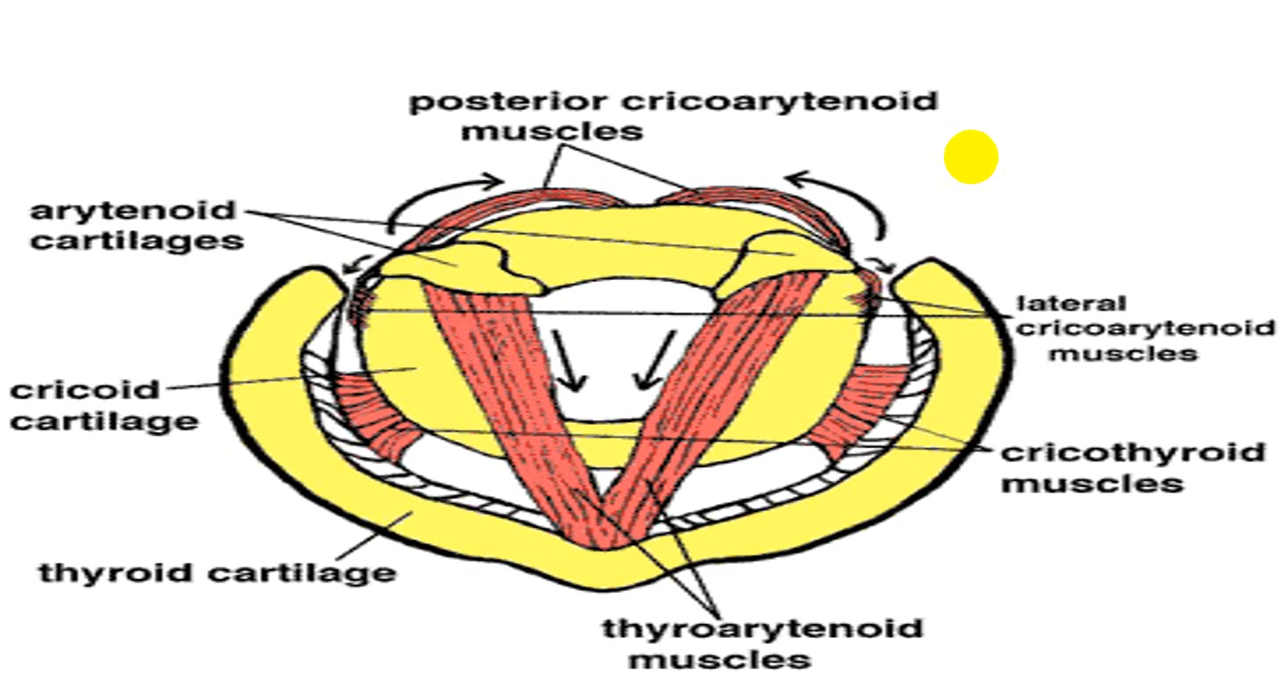 posterior cricoarytenoid
muscles
arytenoid
cartilages
lateral
cricoarytenoid
muscles
cricoid
cartilage
cricothyroid
muscles
thyroid cartilage
thyroarytenoid
muscles